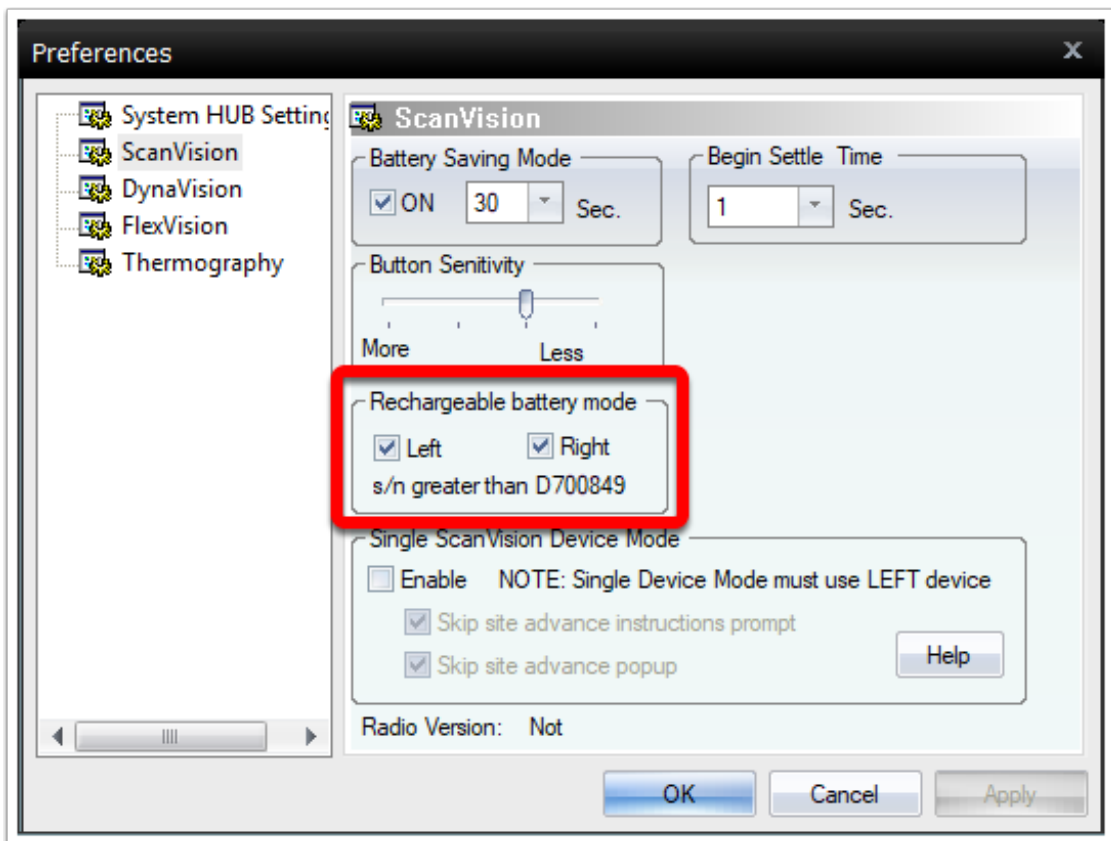 Preferences
x
System HUB Setting
ScanVision
DynaVision
FlexVision
Thermography
ScanVision
Battery Saving Mode
ON 30 Sec.
Begin Settle Time
1 Sec.
Button Senitivity
More Less
Rechargeable battery mode
Left Right
s/n greater than D700849
Single ScanVision Device Mode
Enable NOTE: Single Device Mode must use LEFT device
Skip site advance instructions prompt
Skip site advance popup
Help
Radio Version: Not
OK Cancel Apply